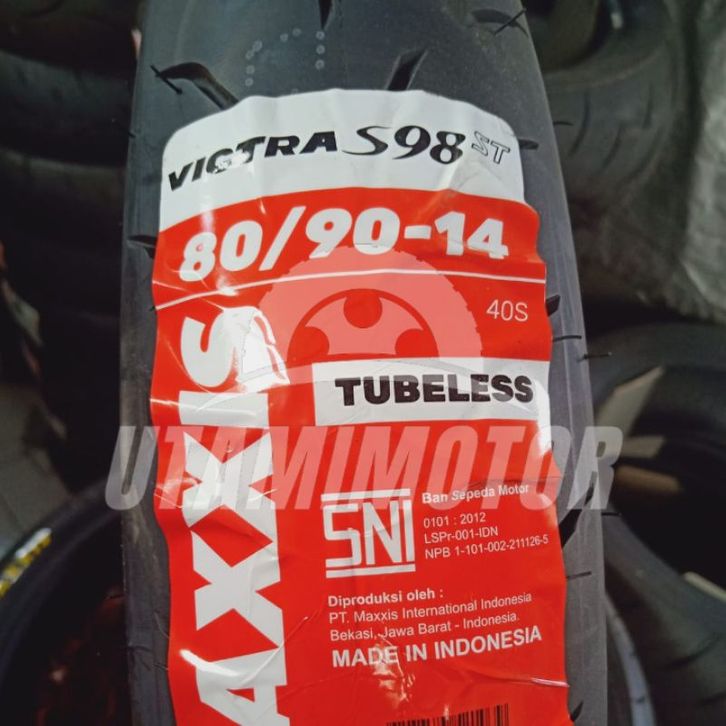 VICTRA S98 ST
80/90-14
40S
AXXIS
TUBELESS
UTAMIMOTOR
SNI
Ban Sepeda Motor
0101 : 2012
LSPr-001-IDN
NPB 1-101-002-211126-5
Diproduksi oleh :
PT. Maxxis International Indonesia
Bekasi, Jawa Barat - Indonesia.
MADE IN INDONESIA